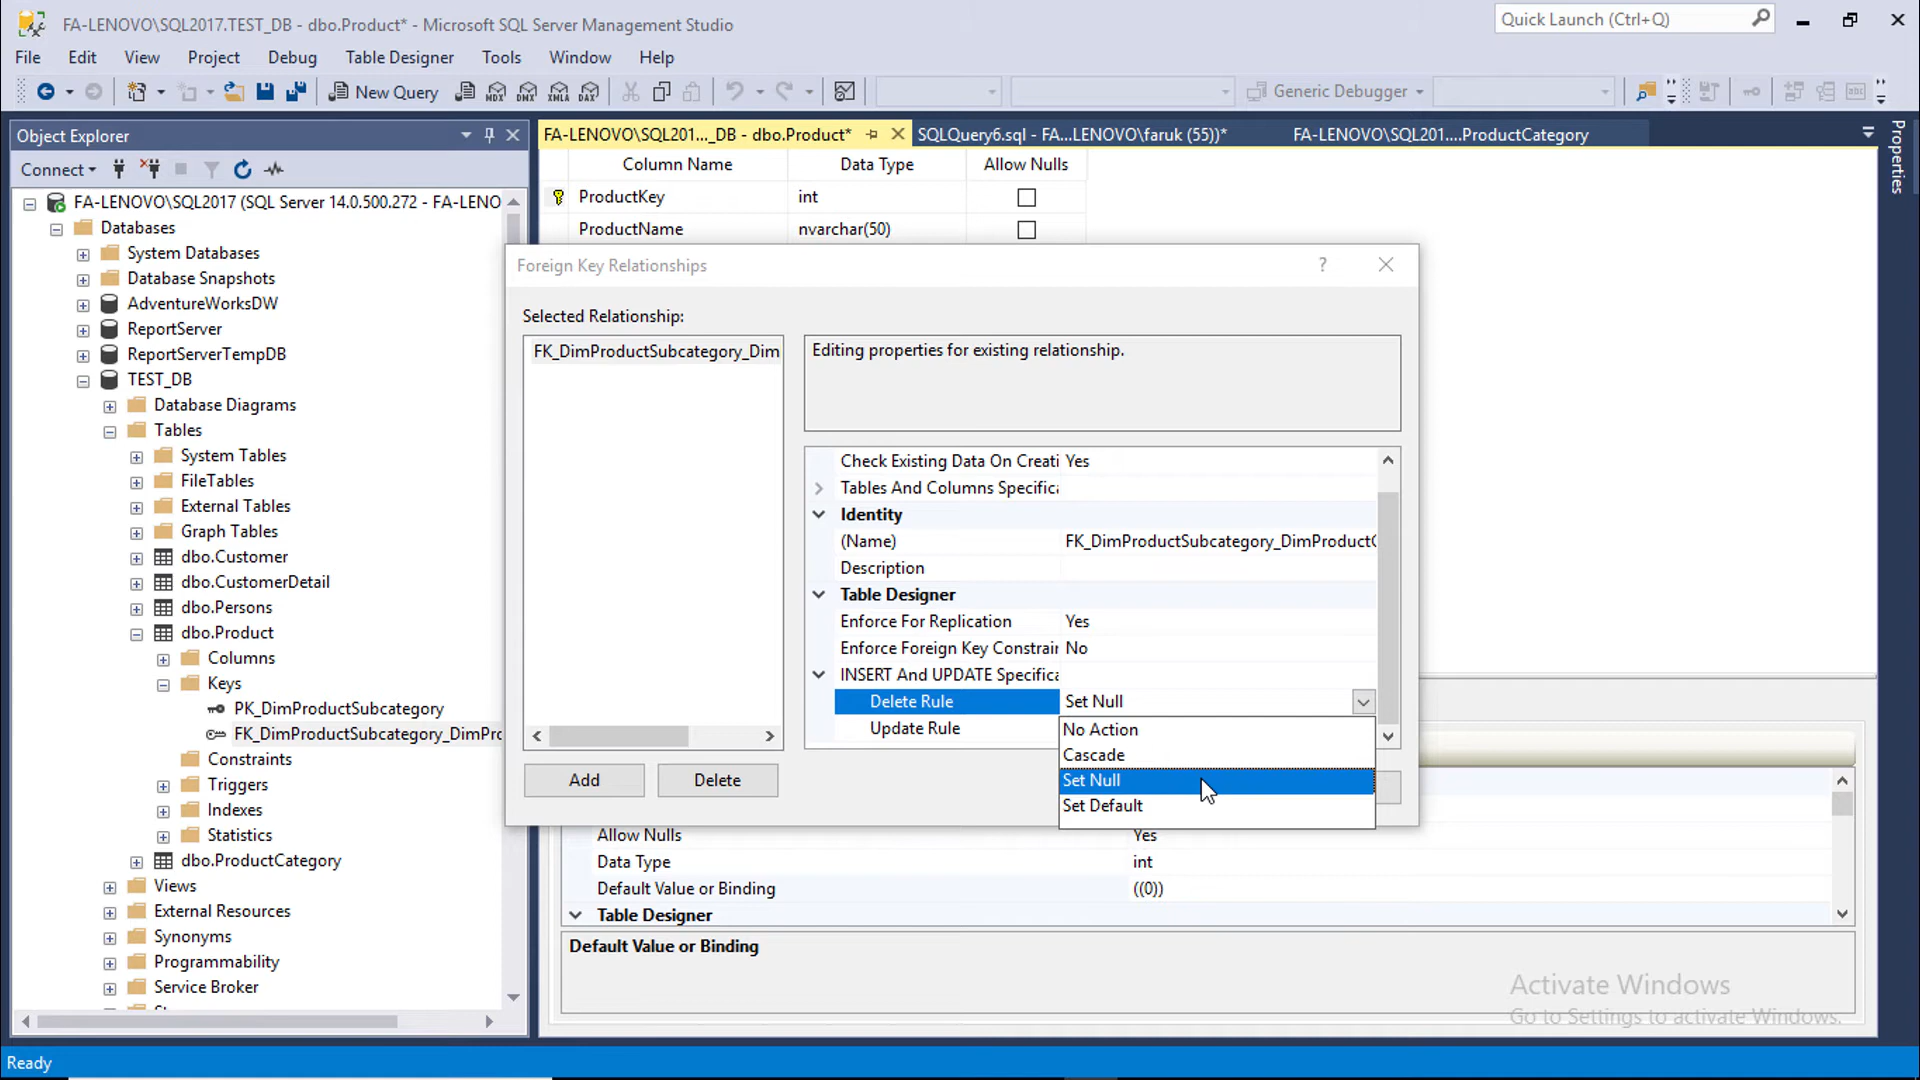 FA-LENOVO\SQL2017.TEST_DB - dbo.Product* - Microsoft SQL Server Management Studio
Quick Launch (Ctrl+Q)
File Edit View Project Debug Table Designer Tools Window Help
New Query MDX DMX XMLA DAX Generic Debugger
Object Explorer
FA-LENOVO\SQL201..._DB - dbo.Product* SQLQuery6.sql - FA...LENOVO\faruk (55))* FA-LENOVO\SQL201....ProductCategory
Properties
Connect
FA-LENOVO\SQL2017 (SQL Server 14.0.500.272 - FA-LENO
Databases
System Databases
Database Snapshots
AdventureWorksDW
ReportServer
ReportServerTempDB
TEST_DB
Database Diagrams
Tables
System Tables
FileTables
External Tables
Graph Tables
dbo.Customer
dbo.CustomerDetail
dbo.Persons
dbo.Product
Columns
Keys
PK_DimProductSubcategory
FK_DimProductSubcategory_DimPro
Constraints
Triggers
Indexes
Statistics
dbo.ProductCategory
Views
External Resources
Synonyms
Programmability
Service Broker
Column Name Data Type Allow Nulls
ProductKey int
ProductName nvarchar(50)
Foreign Key Relationships
?
Selected Relationship:
FK_DimProductSubcategory_Dim
Editing properties for existing relationship.
Check Existing Data On Creati Yes
Tables And Columns Specifica
Identity
(Name) FK_DimProductSubcategory_DimProductC
Description
Table Designer
Enforce For Replication Yes
Enforce Foreign Key Constrain No
INSERT And UPDATE Specifica
Delete Rule Set Null
Update Rule
No Action
Cascade
Set Null
Set Default
Add Delete
Allow Nulls Yes
Data Type int
Default Value or Binding ((0))
Table Designer
Default Value or Binding
Activate Windows
Go to Settings to activate Windows.
Ready